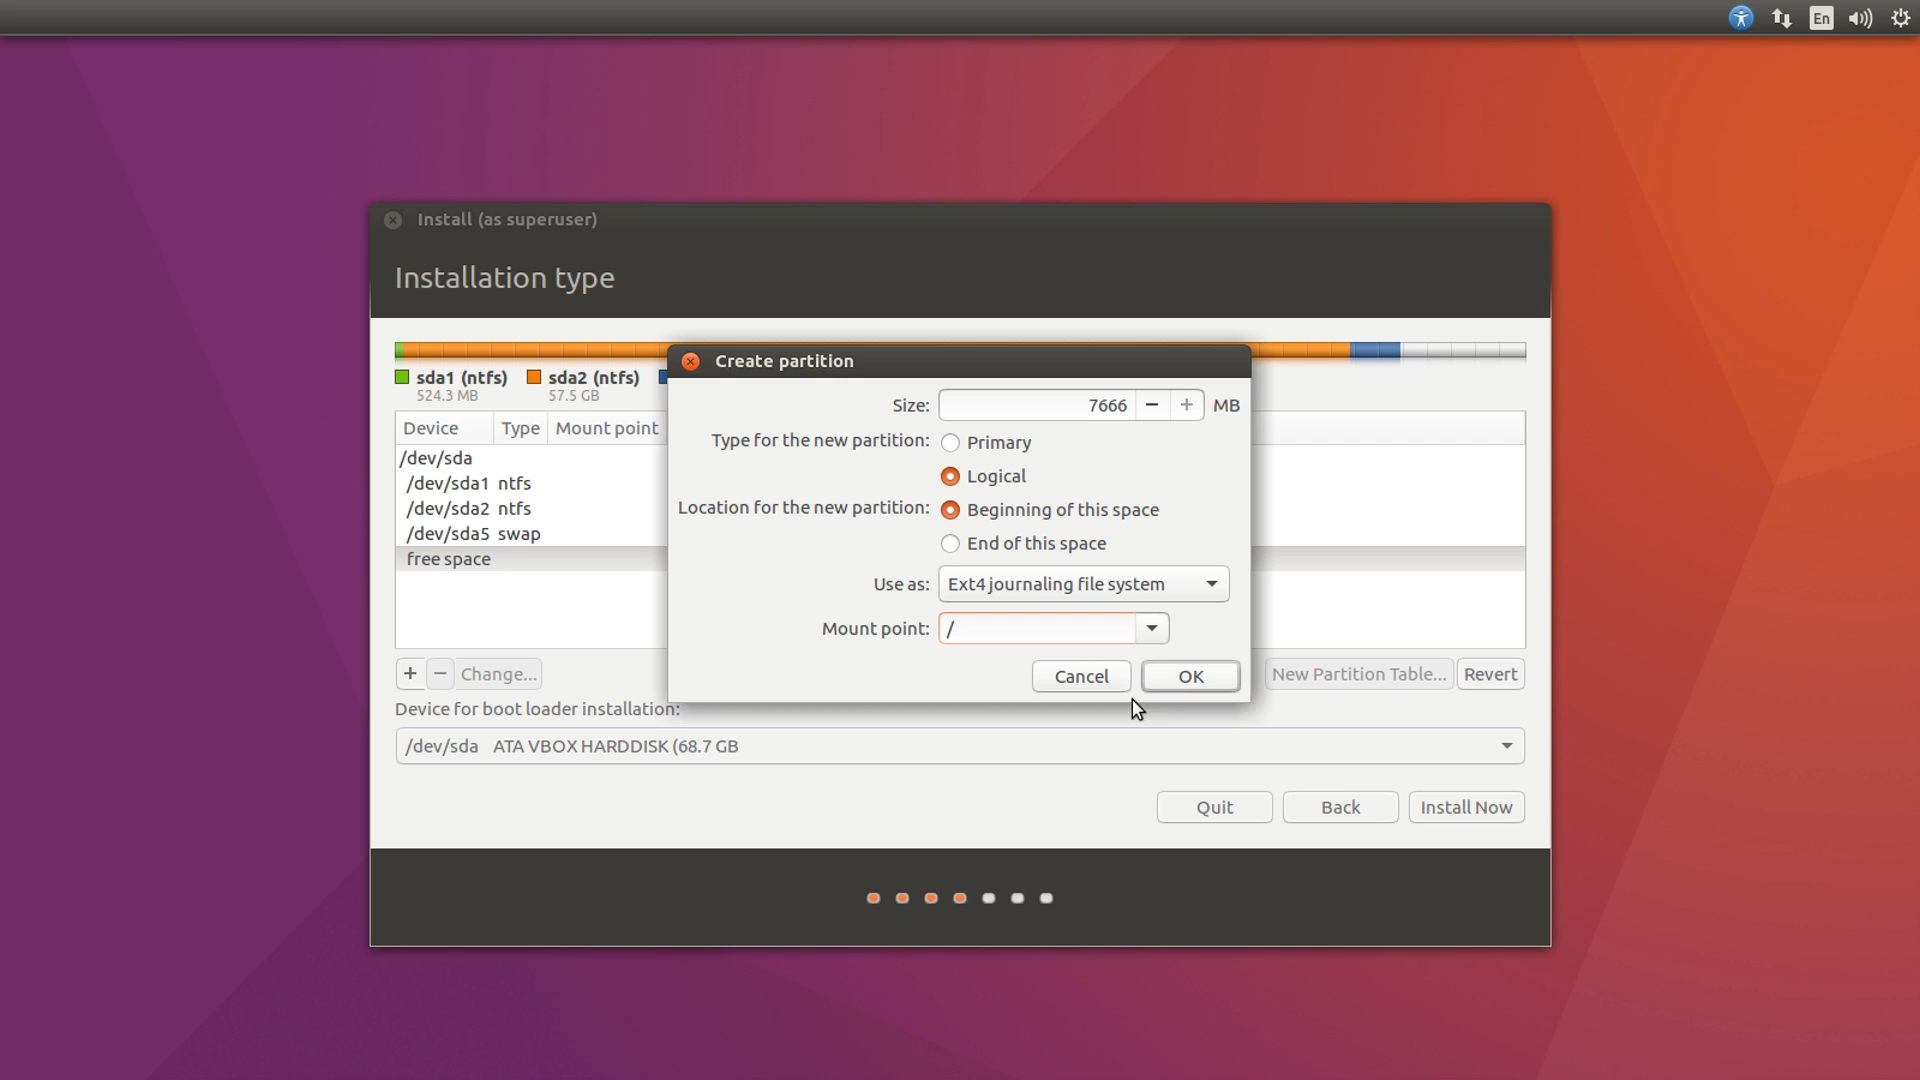 En
Install (as superuser)
Installation type
Create partition
sda1 (ntfs) sda2 (ntfs)
524.3 MB 57.5 GB
Size: 7666 − + MB
Device Type Mount point
Type for the new partition: Primary
/dev/sda
Logical
/dev/sda1 ntfs
/dev/sda2 ntfs
Location for the new partition: Beginning of this space
/dev/sda5 swap
End of this space
free space
Use as: Ext4 journaling file system
Mount point: /
+ − Change...
Cancel OK
New Partition Table... Revert
Device for boot loader installation:
/dev/sda ATA VBOX HARDDISK (68.7 GB
Quit Back Install Now